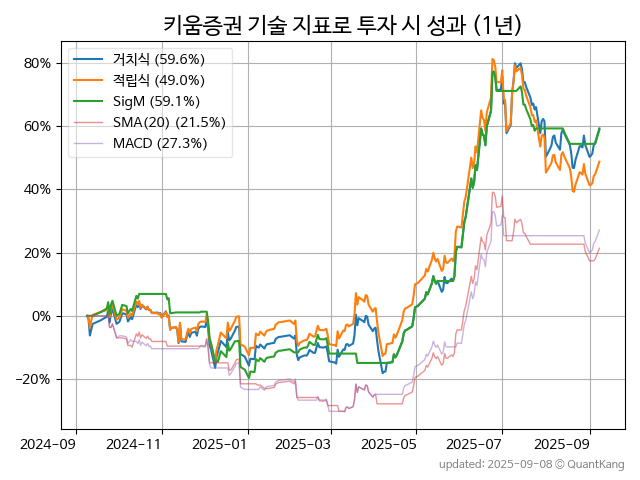 키움증권 기술 지표로 투자 시 성과 (1년)
거치식 (59.6%)
적립식 (49.0%)
SigM (59.1%)
SMA(20) (21.5%)
MACD (27.3%)
80%
60%
40%
20%
0%
−20%
2024−09 2024−11 2025−01 2025−03 2025−05 2025−07 2025−09
updated: 2025-09-08 © QuantKang